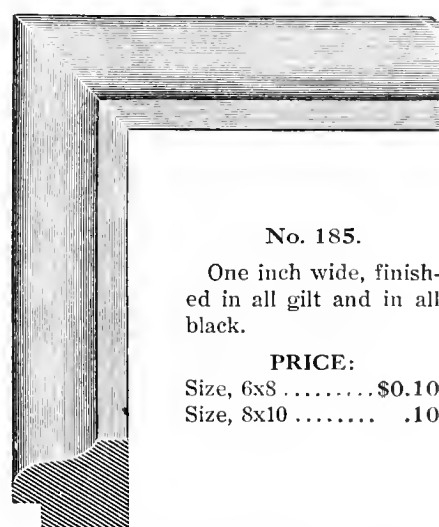 No. 185.
One inch wide, finish-
ed in all gilt and in all
black.
PRICE:
Size, 6x8 .........$0.10
Size, 8x10 ........ .10